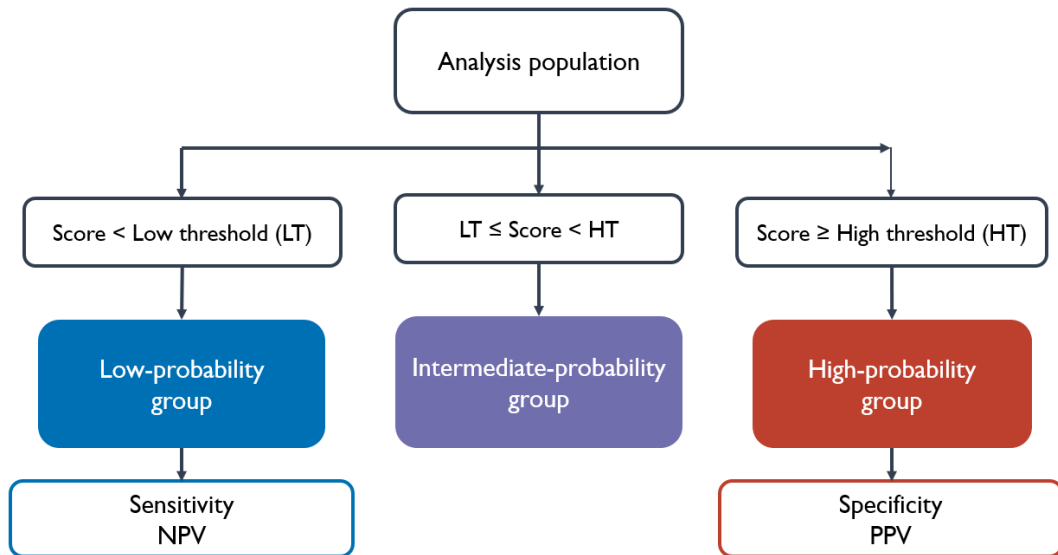 Analysis population
Score < Low threshold (LT)
LT ≤ Score < HT
Score ≥ High threshold (HT)
Low-probability
group
Intermediate-probability
group
High-probability
group
Sensitivity
NPV
Specificity
PPV